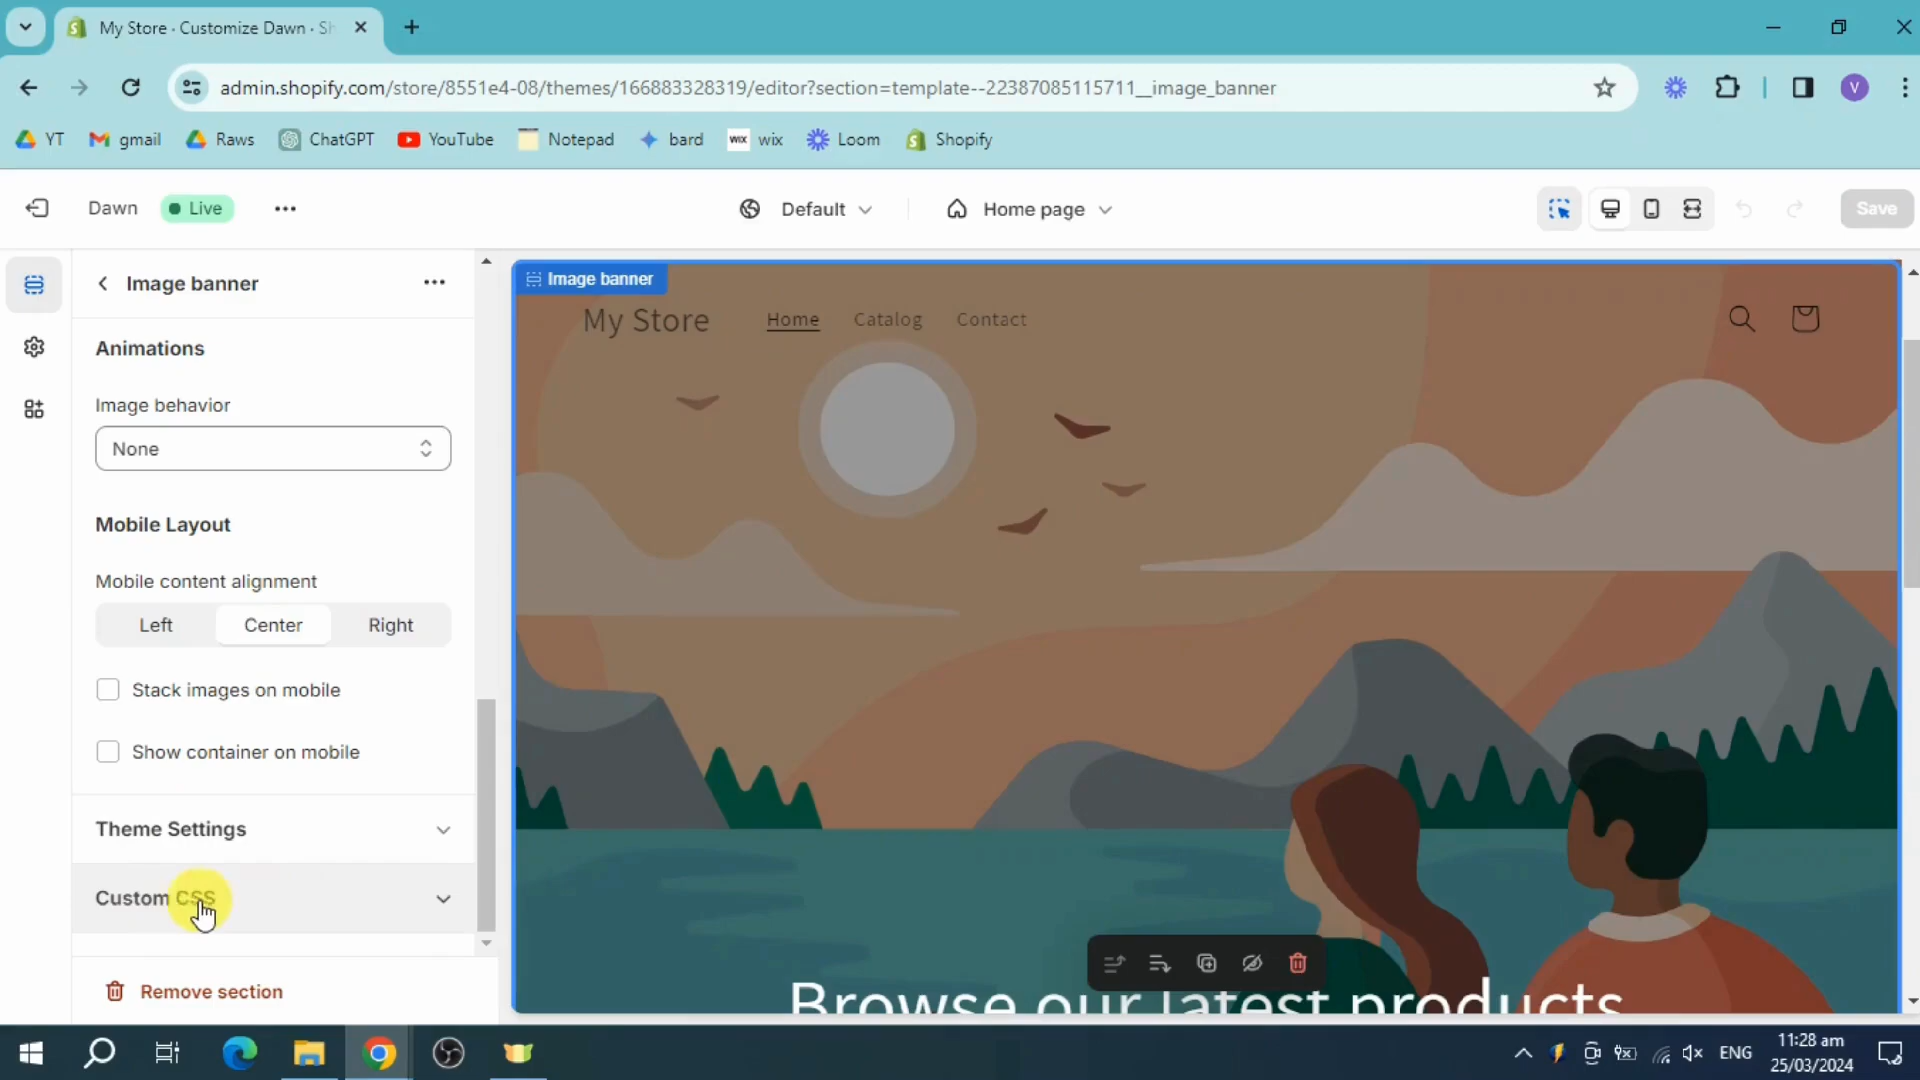 My Store · Customize Dawn · Sh
admin.shopify.com/store/8551e4-08/themes/166883328319/editor?section=template--22387085115711__image_banner
V
YT
gmail
Raws
ChatGPT
YouTube
Notepad
bard
WIX wix
Loom
Shopify
Dawn
Live
Default
Home page
Save
Image banner
Animations
Image behavior
None
Mobile Layout
Mobile content alignment
Left
Center
Right
Stack images on mobile
Show container on mobile
Theme Settings
Custom CSS
Remove section
Image banner
My Store
Home
Catalog
Contact
Browse our latest products
ENG
11:28 am
25/03/2024